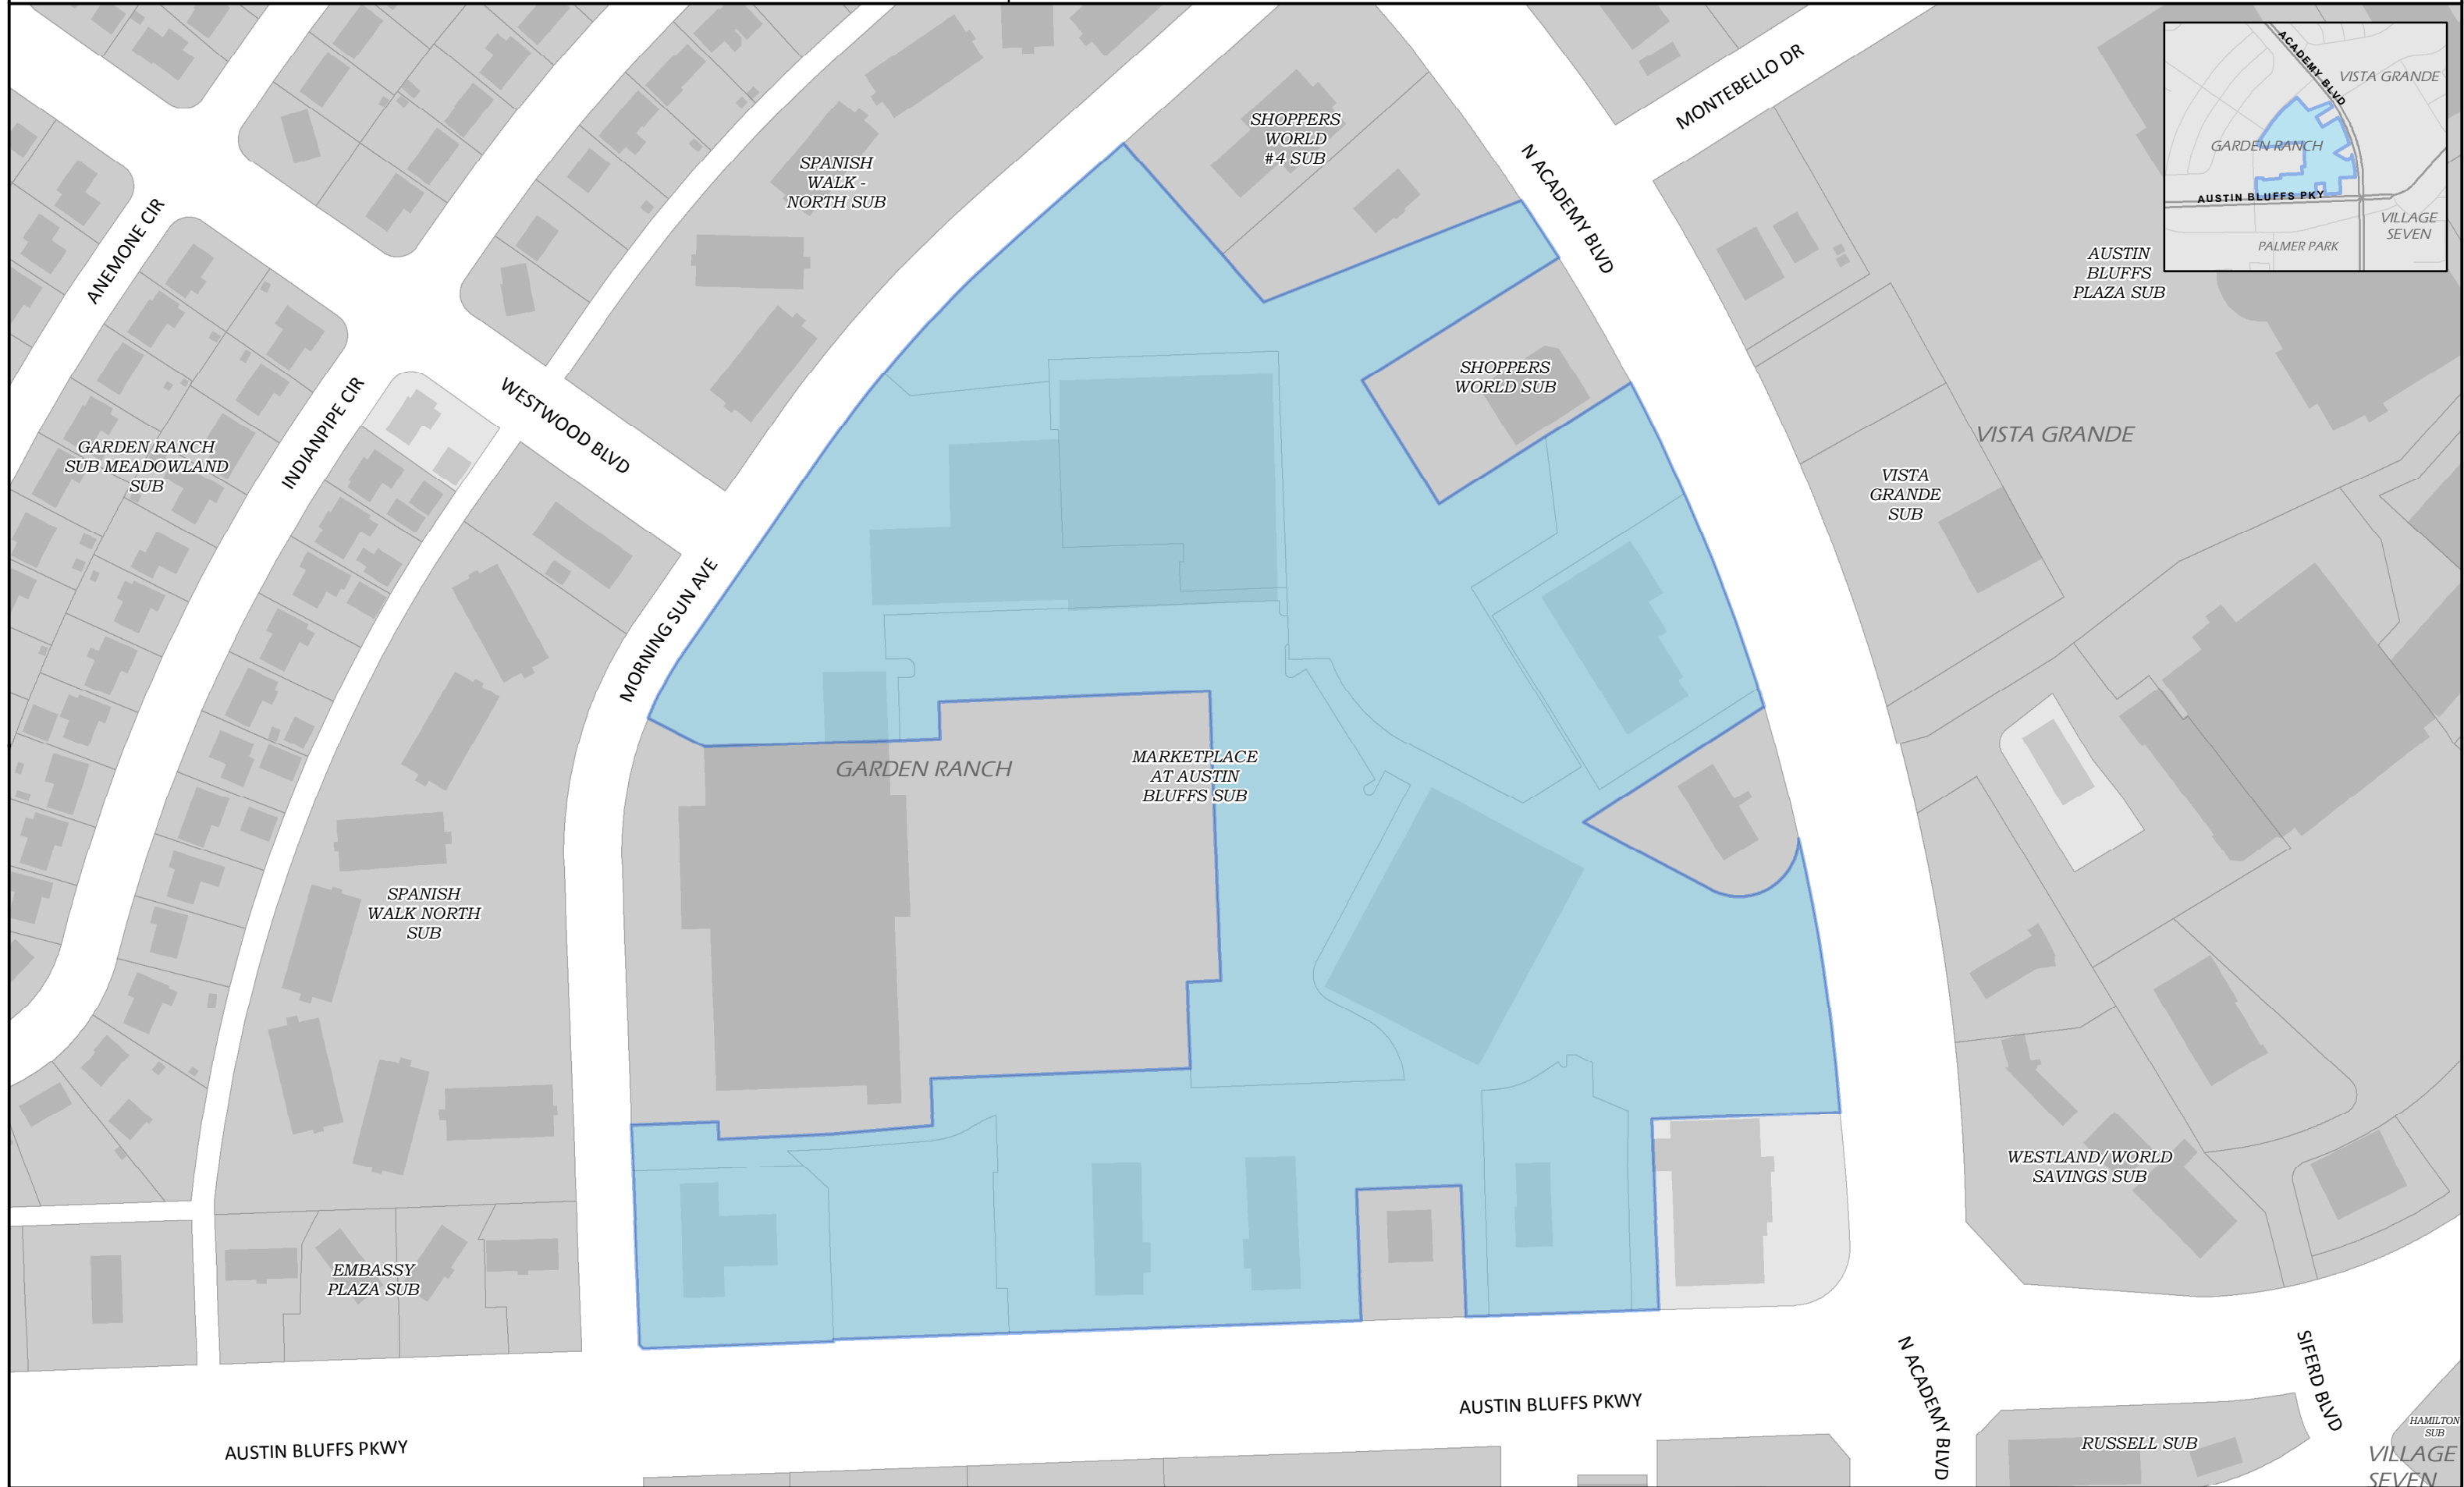 ACADEMY BLVD
VISTA GRANDE
GARDEN RANCH
AUSTIN BLUFFS PKY
VILLAGE
SEVEN
PALMER PARK
MONTEBELLO DR
SHOPPERS
WORLD
#4 SUB
SPANISH
WALK -
NORTH SUB
N ACADEMY BLVD
ANEMONE CIR
AUSTIN
BLUFFS
PLAZA SUB
SHOPPERS
WORLD SUB
WESTWOOD BLVD
INDIANPIPE CIR
VISTA GRANDE
GARDEN RANCH
SUB MEADOWLAND
SUB
VISTA
GRANDE
SUB
MORNING SUN AVE
GARDEN RANCH
MARKETPLACE
AT AUSTIN
BLUFFS SUB
SPANISH
WALK NORTH
SUB
WESTLAND/WORLD
SAVINGS SUB
EMBASSY
PLAZA SUB
N ACADEMY BLVD
SIFERD BLVD
AUSTIN BLUFFS PKWY
AUSTIN BLUFFS PKWY
RUSSELL SUB
HAMILTON
SUB
VILLAGE
SEVEN